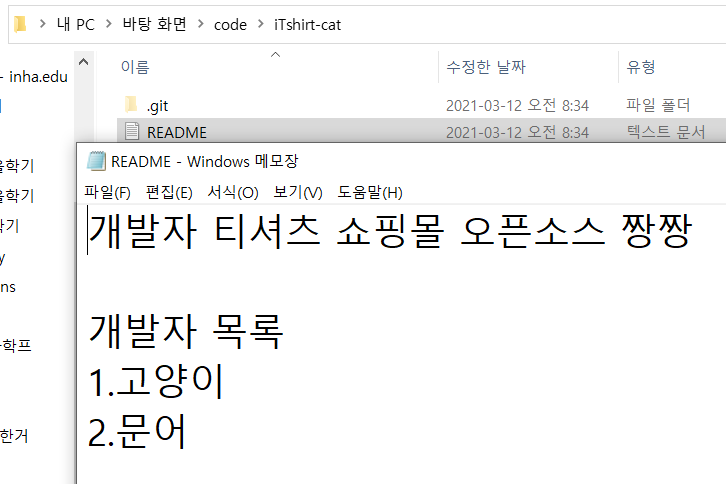 내 PC > 바탕 화면 > code > iTshirt-cat
이름 수정한 날짜 유형
- inha.edu
.git 2021-03-12 오전 8:34 파일 폴더
README 2021-03-12 오전 8:34 텍스트 문서
README - Windows 메모장
파일(F) 편집(E) 서식(O) 보기(V) 도움말(H)
개발자 티셔츠 쇼핑몰 오픈소스 짱짱
개발자 목록
1.고양이
2.문어